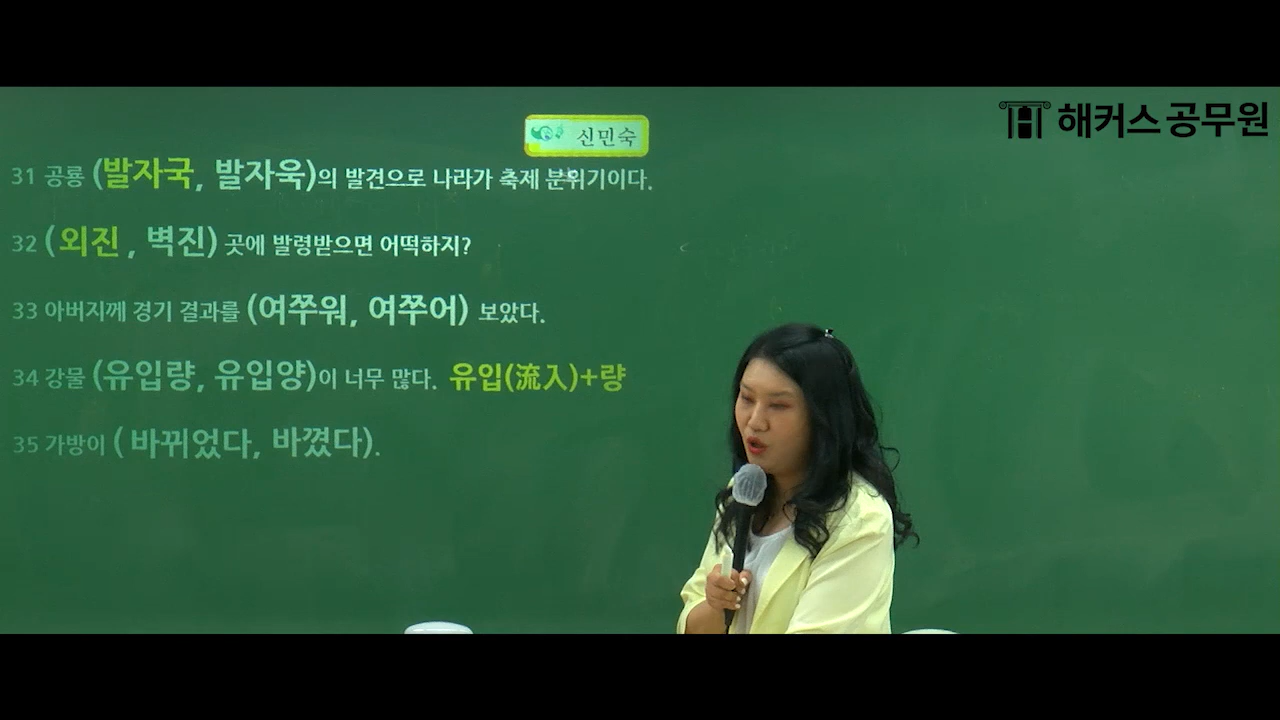 해커스공무원
신민숙
31 공룡 (발자국, 발자욱)의 발견으로 나라가 축제 분위기이다.
32 (외진 , 벽진) 곳에 발령받으면 어떡하지?
33 아버지께 경기 결과를 (여쭈워, 여쭈어) 보았다.
34 강물 (유입량, 유입양)이 너무 많다. 유입(流入)+량
35 가방이 ( 바뀌었다, 바꼈다).